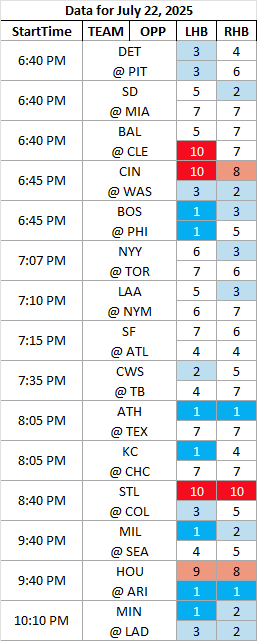 Data for July 22, 2025
StartTime TEAM OPP LHB RHB
6:40 PM DET 3 4
@ PIT 3 6
6:40 PM SD 5 2
@ MIA 7 7
6:40 PM BAL 5 7
@ CLE 10 7
6:45 PM CIN 10 8
@ WAS 3 2
6:45 PM BOS 1 3
@ PHI 1 5
7:07 PM NYY 6 3
@ TOR 7 6
7:10 PM LAA 5 3
@ NYM 6 7
7:15 PM SF 7 6
@ ATL 4 4
7:35 PM CWS 2 5
@ TB 4 7
8:05 PM ATH 1 1
@ TEX 7 7
8:05 PM KC 1 4
@ CHC 7 7
8:40 PM STL 10 10
@ COL 3 5
9:40 PM MIL 1 2
@ SEA 4 5
9:40 PM HOU 9 8
@ ARI 1 1
10:10 PM MIN 1 2
@ LAD 3 2